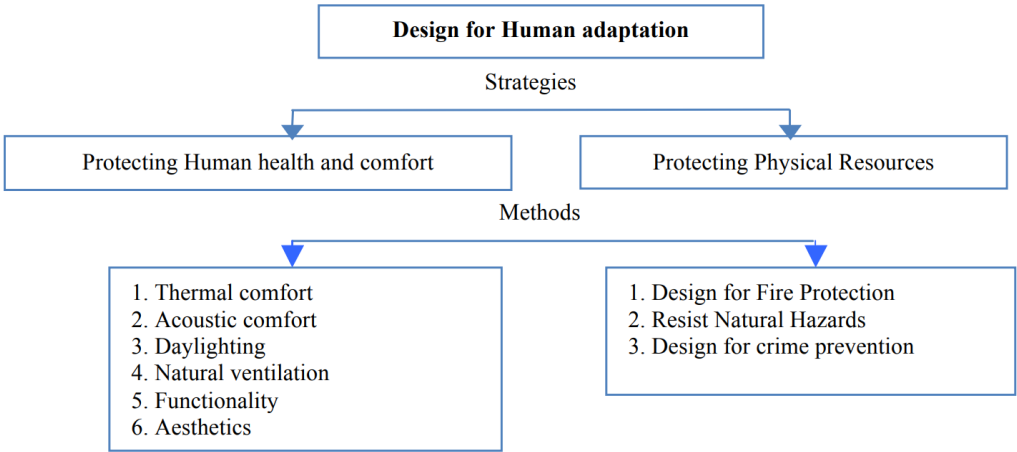 Design for Human adaptation
Strategies
Protecting Human health and comfort
Protecting Physical Resources
Methods
1. Thermal comfort
2. Acoustic comfort
3. Daylighting
4. Natural ventilation
5. Functionality
6. Aesthetics
1. Design for Fire Protection
2. Resist Natural Hazards
3. Design for crime prevention